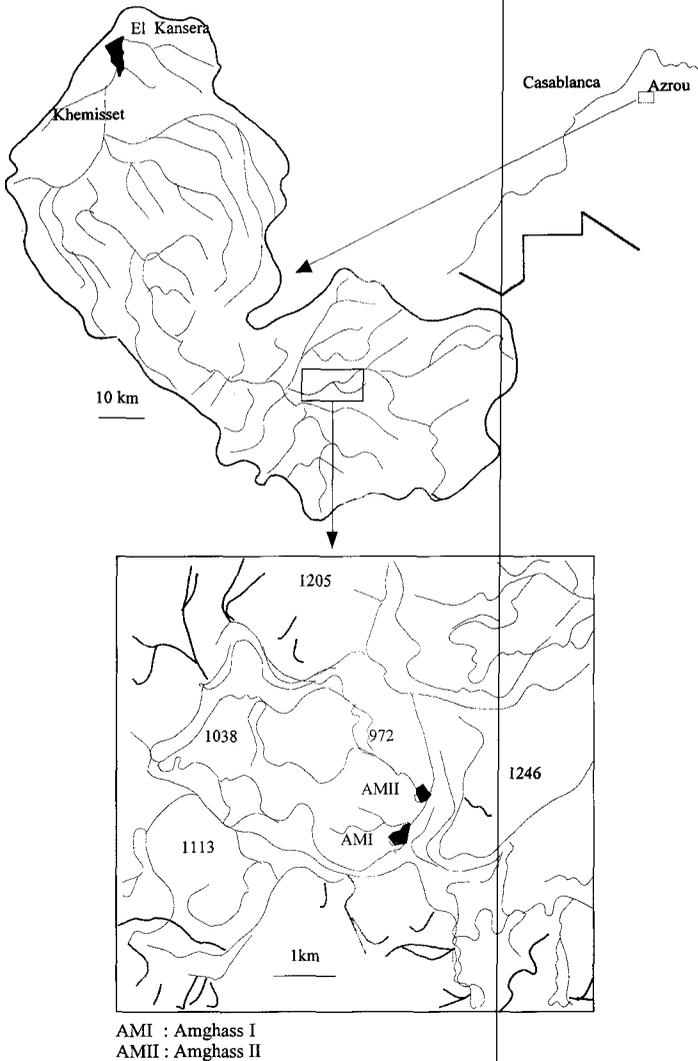 El Kansera
Casablanca
Azrou
Khemisset
10 km
1205
1038
972
1246
AMII
AMI
1113
1km
AMI : Amghass I
AMII : Amghass II